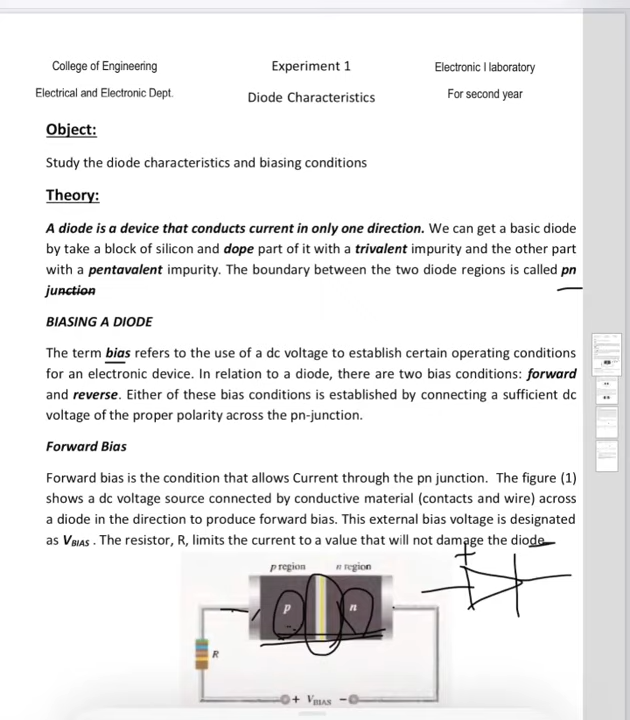 College of Engineering
Experiment 1
Electronic I laboratory
Electrical and Electronic Dept.
Diode Characteristics
For second year
Object:
Study the diode characteristics and biasing conditions
Theory:
A diode is a device that conducts current in only one direction. We can get a basic diode
by take a block of silicon and dope part of it with a trivalent impurity and the other part
with a pentavalent impurity. The boundary between the two diode regions is called pn
junction
BIASING A DIODE
The term bias refers to the use of a dc voltage to establish certain operating conditions
for an electronic device. In relation to a diode, there are two bias conditions: forward
and reverse. Either of these bias conditions is established by connecting a sufficient dc
voltage of the proper polarity across the pn-junction.
Forward Bias
Forward bias is the condition that allows Current through the pn junction. The figure (1)
shows a dc voltage source connected by conductive material (contacts and wire) across
a diode in the direction to produce forward bias. This external bias voltage is designated
as VBIAS . The resistor, R, limits the current to a value that will not damage the diode
+
p region n region
p n
R
+ VBIAS −